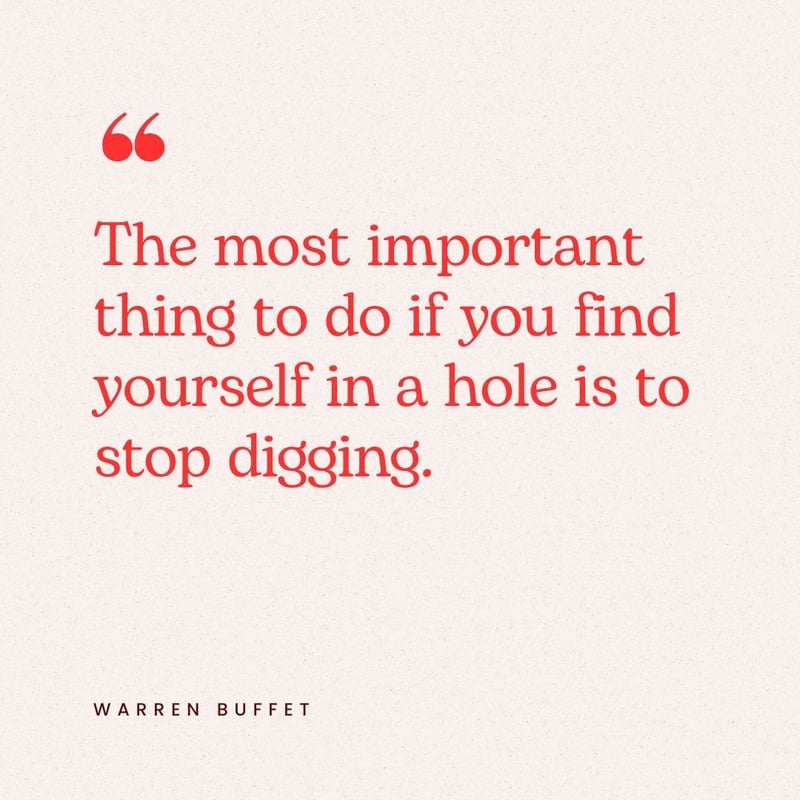 “
The most important
thing to do if you find
yourself in a hole is to
stop digging.
WARREN BUFFET